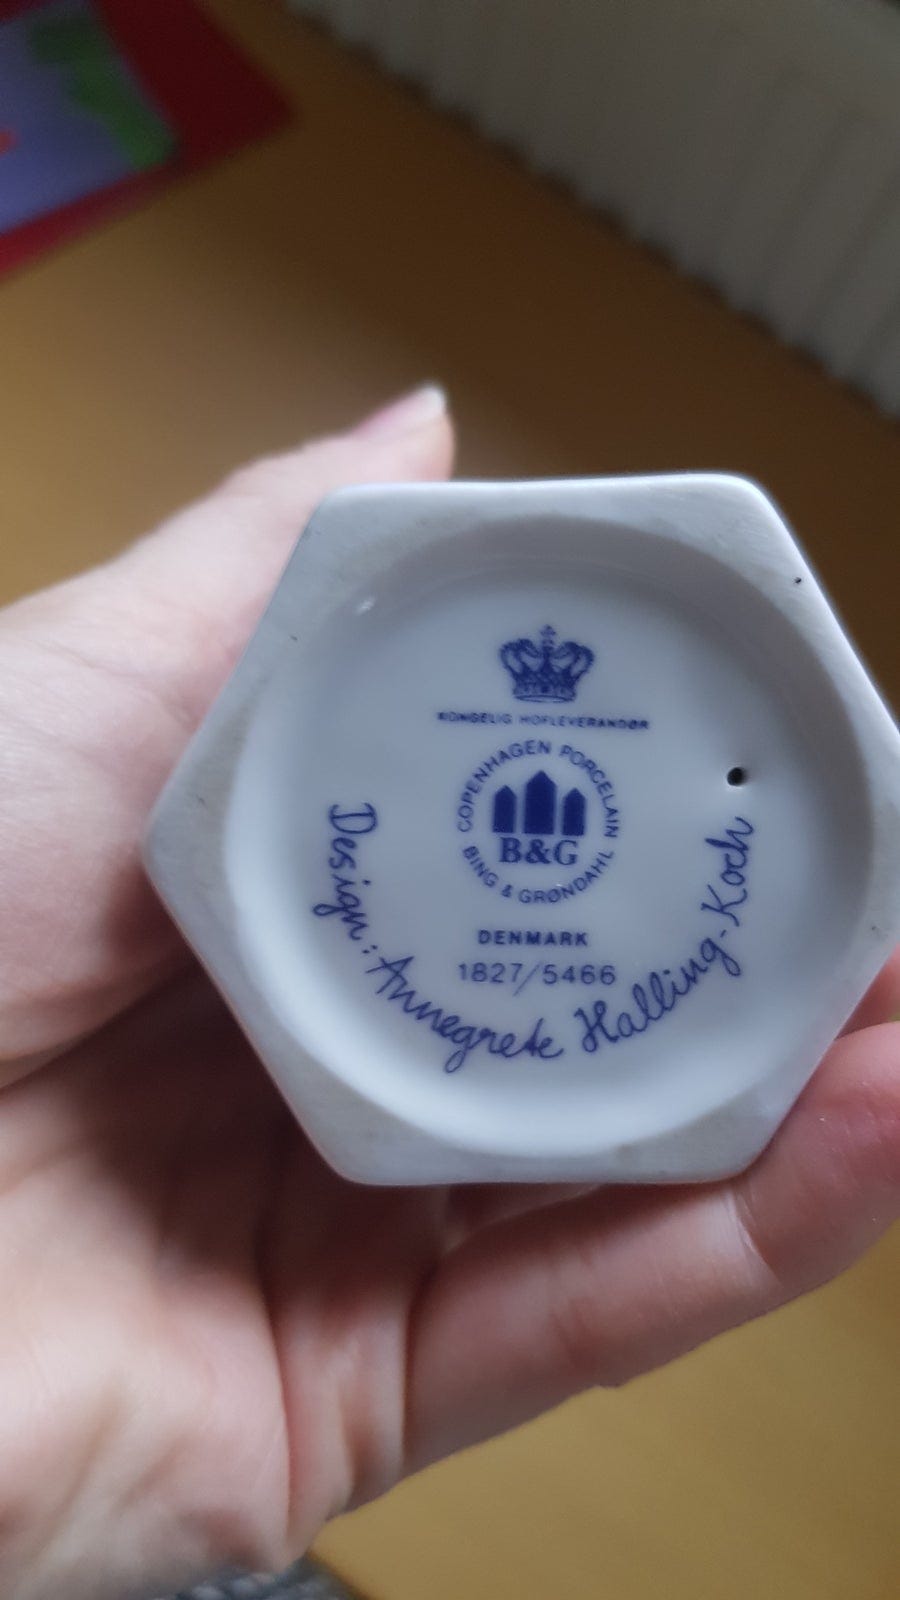 KONGELIG HOFLEVERANDØR
COPENHAGEN PORCELAIN
B&G
BING & GRØNDAHL
DENMARK
1827/5466
Design: Annegrete Halling-Koch